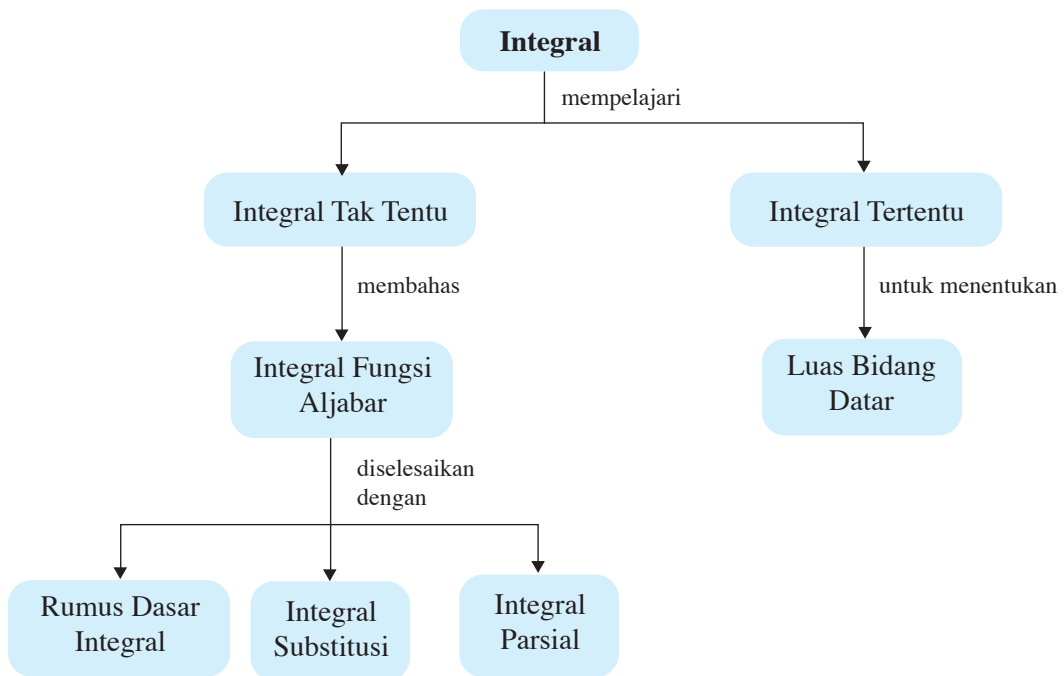 Integral
mempelajari
Integral Tak Tentu
Integral Tertentu
membahas
untuk menentukan
Integral Fungsi
Aljabar
Luas Bidang
Datar
diselesaikan
dengan
Rumus Dasar
Integral
Integral
Substitusi
Integral
Parsial